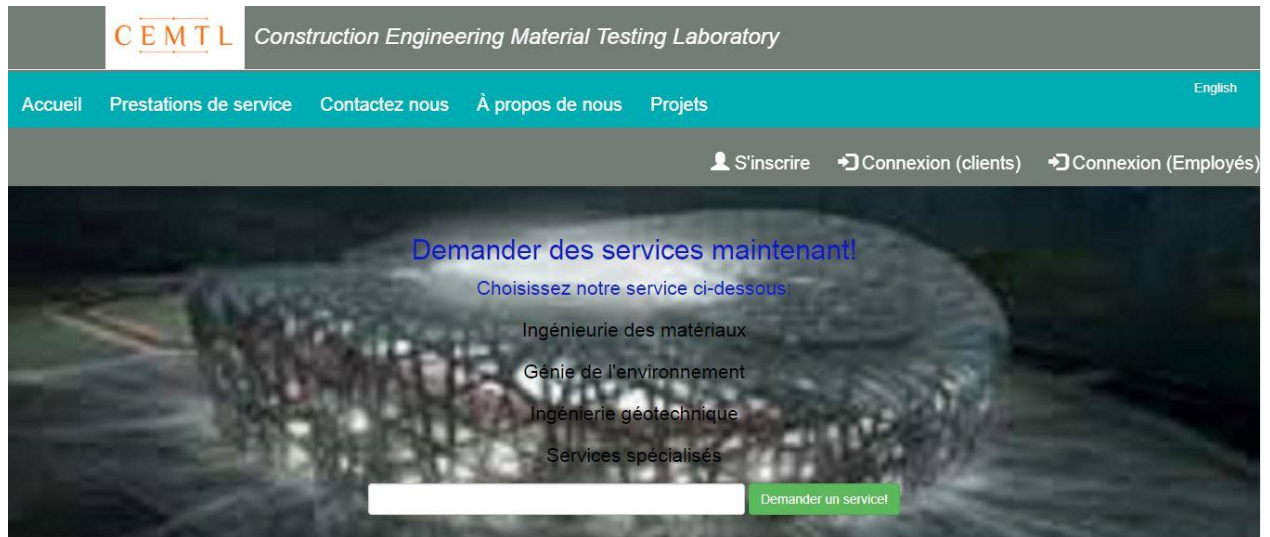 CEMTL Construction Engineering Material Testing Laboratory
English
Accueil Prestations de service Contactez nous À propos de nous Projets
S'inscrire Connexion (clients) Connexion (Employés)
Demander des services maintenant!
Choisissez notre service ci-dessous:
Ingénieurie des matériaux
Génie de l'environnement
Ingénierie géotechnique
Services spécialisés
Demander un service!